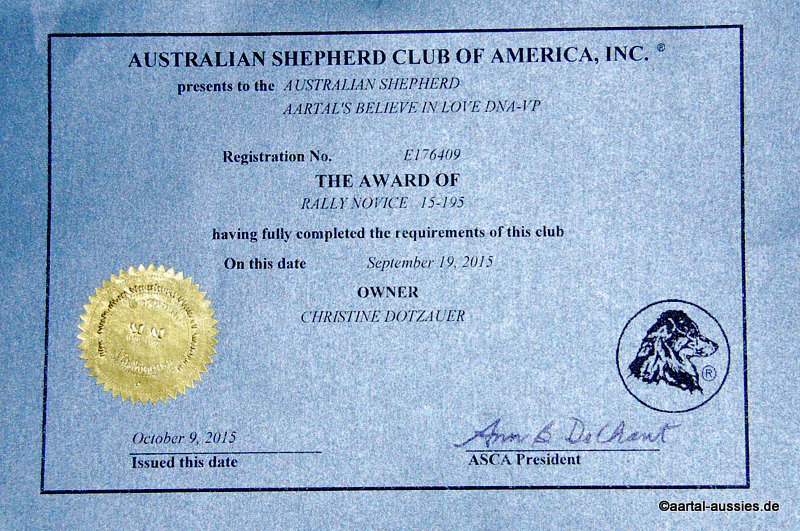 AUSTRALIAN SHEPHERD CLUB OF AMERICA, INC. ®
presents to the AUSTRALIAN SHEPHERD
AARTAL'S BELIEVE IN LOVE DNA-VP
Registration No. E176409
THE AWARD OF
RALLY NOVICE 15-195
having fully completed the requirements of this club
On this date September 19, 2015
OWNER
CHRISTINE DOTZAUER
®
October 9, 2015
Issued this date
Ann B DeChant
ASCA President
©aartal-aussies.de